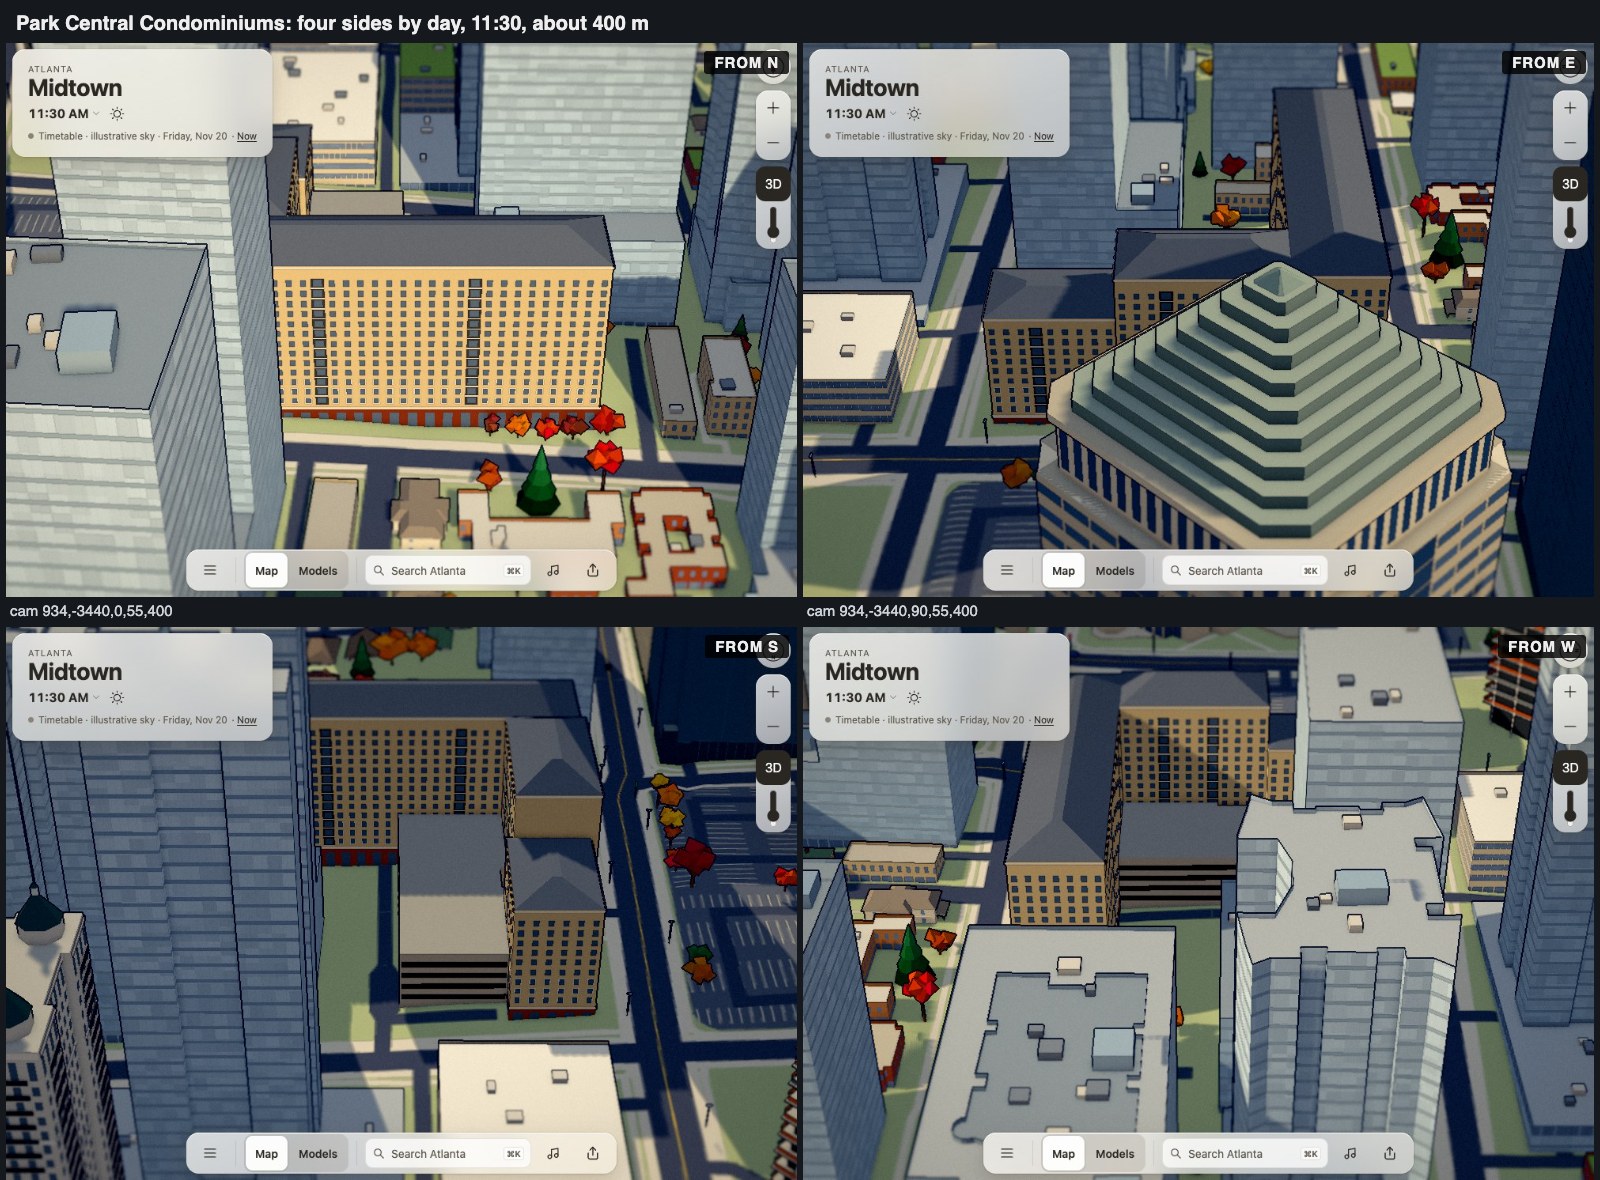 Park Central Condominiums: four sides by day, 11:30, about 400 m
ATLANTA
Midtown
11:30 AM
Timetable · illustrative sky · Friday, Nov 20 · Now
FROM N
+
−
3D
Map
Models
Search Atlanta
⌘K
cam 934,-3440,0,55,400
ATLANTA
Midtown
11:30 AM
Timetable · illustrative sky · Friday, Nov 20 · Now
FROM E
+
−
3D
Map
Models
Search Atlanta
⌘K
cam 934,-3440,90,55,400
ATLANTA
Midtown
11:30 AM
Timetable · illustrative sky · Friday, Nov 20 · Now
FROM S
+
−
3D
Map
Models
Search Atlanta
⌘K
ATLANTA
Midtown
11:30 AM
Timetable · illustrative sky · Friday, Nov 20 · Now
FROM W
+
−
3D
Map
Models
Search Atlanta
⌘K